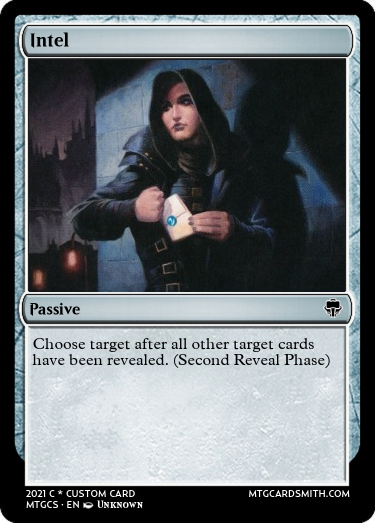 Intel
Passive
Choose target after all other target cards
have been revealed. (Second Reveal Phase)
2021 C * CUSTOM CARD
MTGCARDSMITH.COM
MTGCS · EN Unknown